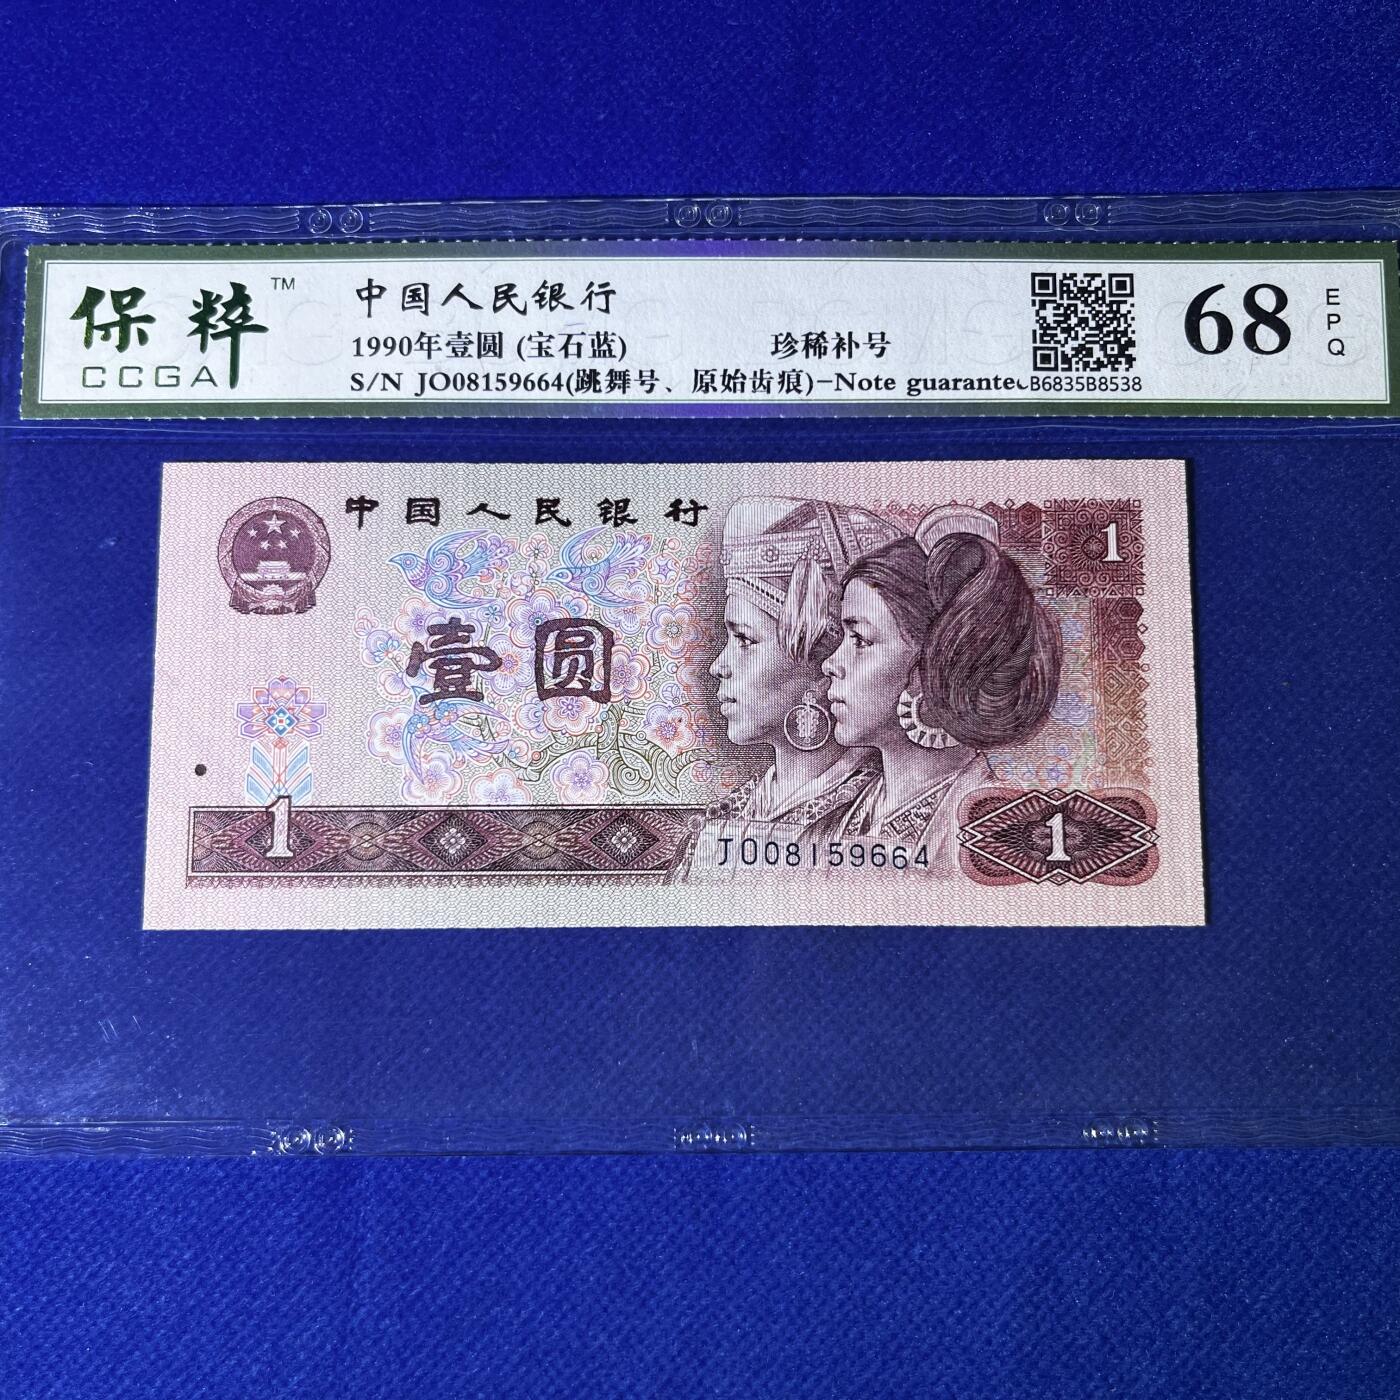 保粹 TM
CCGA
中国人民银行
1990年壹圆 (宝石蓝) 珍稀补号
S/N JO08159664(跳舞号、原始齿痕)-Note guarante
B6835B8538
68
EPQ
中国人民银行
1
壹圆
1
JO08159664
1